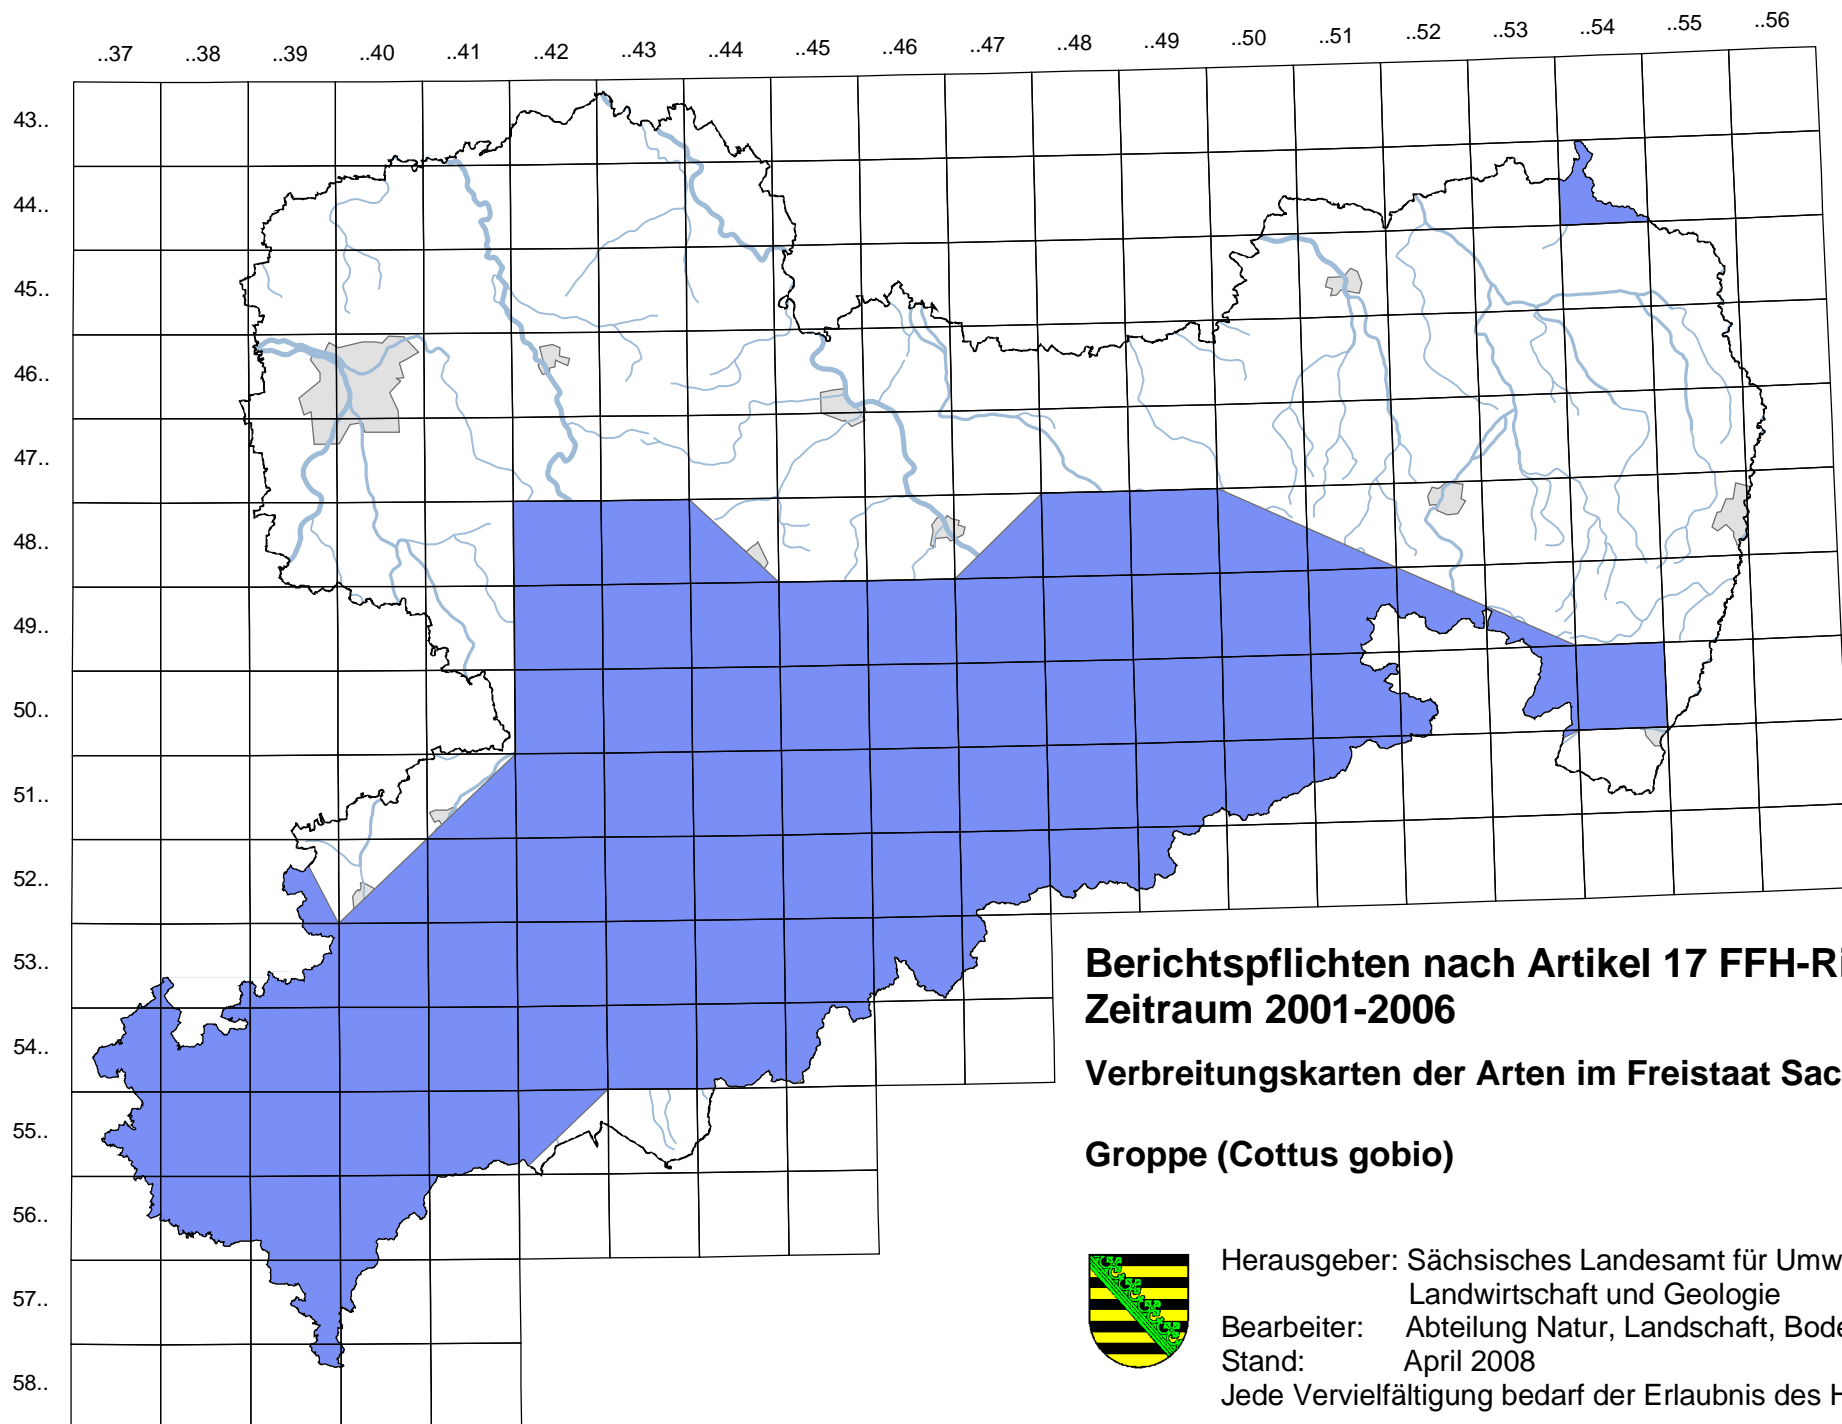 ..37 ..38 ..39 ..40 ..41 ..42 ..43 ..44 ..45 ..46 ..47 ..48 ..49 ..50 ..51 ..52 ..53 ..54 ..55 ..56
43..
44..
45..
46..
47..
48..
49..
50..
51..
52..
53..
54..
55..
56..
57..
58..
Berichtspflichten nach Artikel 17 FFH-Ri
Zeitraum 2001-2006
Verbreitungskarten der Arten im Freistaat Sac
Groppe (Cottus gobio)
Herausgeber: Sächsisches Landesamt für Umw
Landwirtschaft und Geologie
Bearbeiter: Abteilung Natur, Landschaft, Bode
Stand: April 2008
Jede Vervielfältigung bedarf der Erlaubnis des H